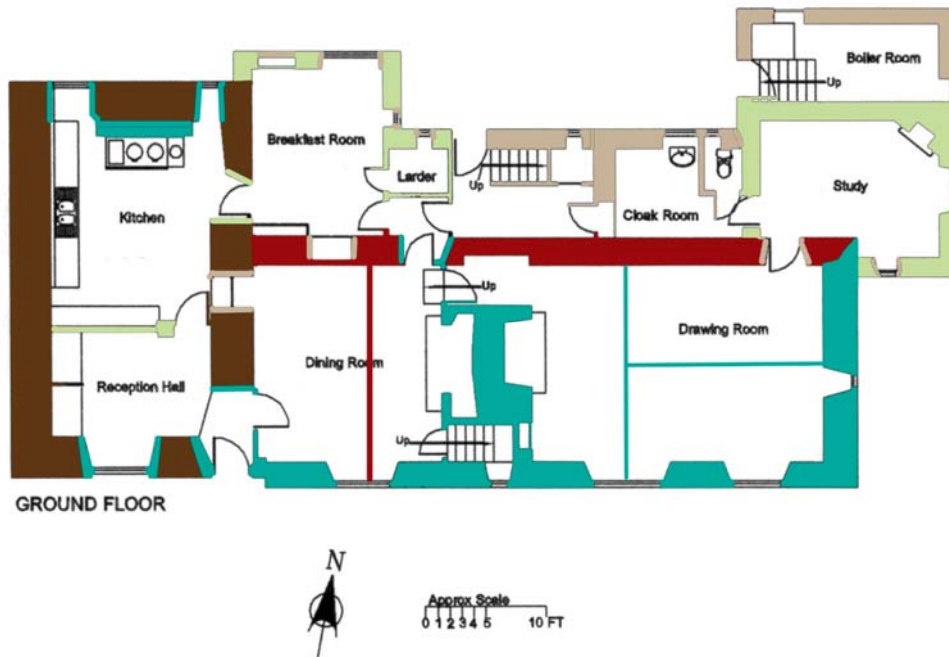 Boiler Room
Up
Breakfast Room
Larder
Up
Study
Kitchen
Cloak Room
Up
Drawing Room
Dining Room
Reception Hall
Up
GROUND FLOOR
N
Approx Scale
0 1 2 3 4 5 10 FT